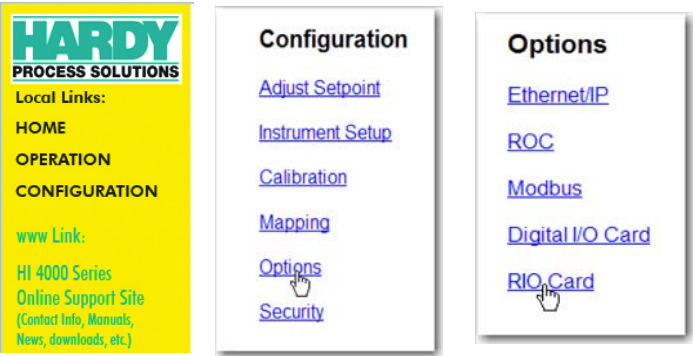 HARDY
PROCESS SOLUTIONS
Local Links:
HOME
OPERATION
CONFIGURATION
www Link:
HI 4000 Series
Online Support Site
(Contact Info, Manuals,
News, downloads, etc.)
Configuration
Adjust Setpoint
Instrument Setup
Calibration
Mapping
Options
Security
Options
Ethernet/IP
ROC
Modbus
Digital I/O Card
RIO Card